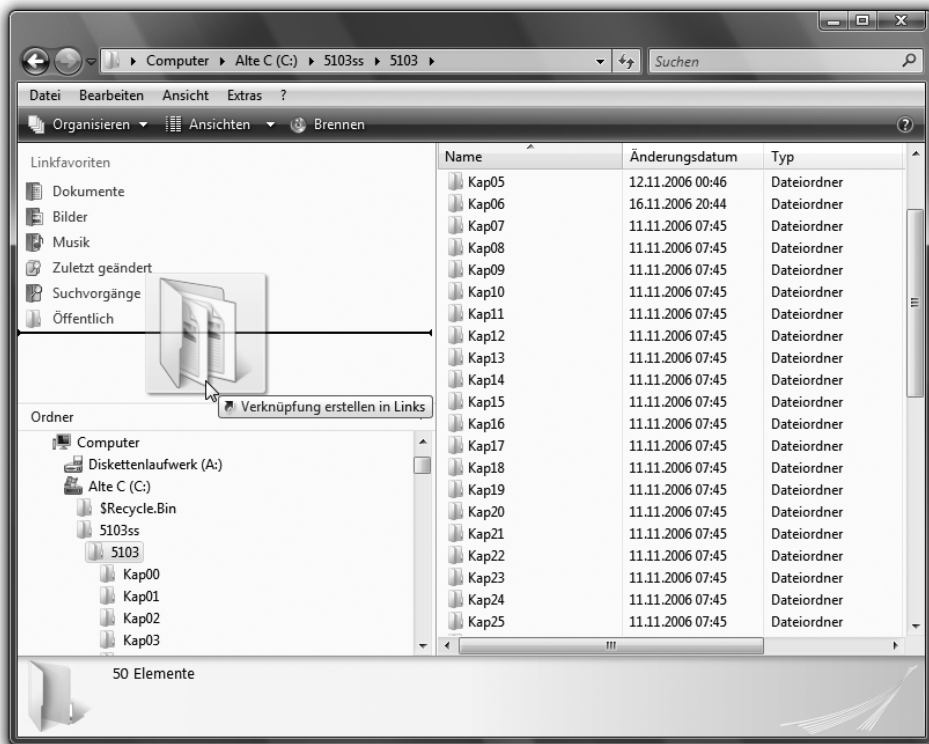 Computer Alte C (C:) 5103ss 5103 Suchen
Datei Bearbeiten Ansicht Extras ?
Organisieren Ansichten Brennen ?
Linkfavoriten
Dokumente
Bilder
Musik
Zuletzt geändert
Suchvorgänge
Öffentlich
Verknüpfung erstellen in Links
Ordner
Computer
Diskettenlaufwerk (A:)
Alte C (C:)
$Recycle.Bin
5103ss
5103
Kap00
Kap01
Kap02
Kap03
Name Änderungsdatum Typ
Kap05 12.11.2006 00:46 Dateiordner
Kap06 16.11.2006 20:44 Dateiordner
Kap07 11.11.2006 07:45 Dateiordner
Kap08 11.11.2006 07:45 Dateiordner
Kap09 11.11.2006 07:45 Dateiordner
Kap10 11.11.2006 07:45 Dateiordner
Kap11 11.11.2006 07:45 Dateiordner
Kap12 11.11.2006 07:45 Dateiordner
Kap13 11.11.2006 07:45 Dateiordner
Kap14 11.11.2006 07:45 Dateiordner
Kap15 11.11.2006 07:45 Dateiordner
Kap16 11.11.2006 07:45 Dateiordner
Kap17 11.11.2006 07:45 Dateiordner
Kap18 11.11.2006 07:45 Dateiordner
Kap19 11.11.2006 07:45 Dateiordner
Kap20 11.11.2006 07:45 Dateiordner
Kap21 11.11.2006 07:45 Dateiordner
Kap22 11.11.2006 07:45 Dateiordner
Kap23 11.11.2006 07:45 Dateiordner
Kap24 11.11.2006 07:45 Dateiordner
Kap25 11.11.2006 07:45 Dateiordner
50 Elemente